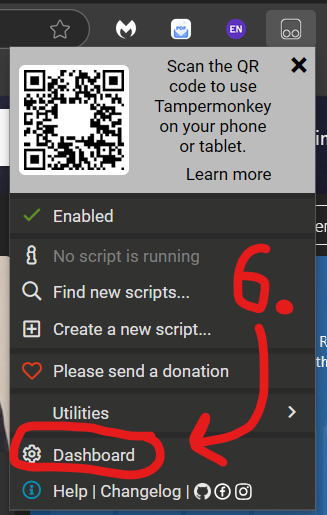 EN
Scan the QR
code to use
Tampermonkey
on your phone
or tablet.
Learn more
Enabled
No script is running
Find new scripts...
Create a new script...
6.
Please send a donation
Utilities
Dashboard
Help | Changelog |